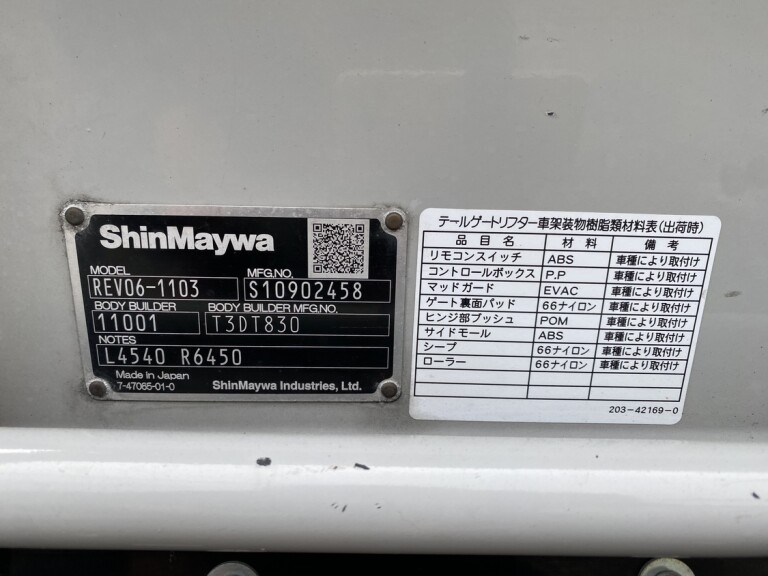 ShinMaywa
MODEL MFG.NO.
REV06-1103 S10902458
BODY BUILDER BODY BUILDER MFG.NO.
11001 T3DT830
NOTES
L4540 R6450
Made in Japan
7-47085-01-0 ShinMaywa Industries, Ltd.
テールゲートリフター車架装物樹脂類材料表(出荷時)
品目名 材料 備考
リモコンスイッチ ABS 車種により取付け
コントロールボックス P.P 車種により取付け
マッドガード EVAC 車種により取付け
ゲート裏面パッド 66ナイロン 車種により取付け
ヒンジ部ブッシュ POM 車種により取付け
サイドモール ABS 車種により取付け
シーブ 66ナイロン 車種により取付け
ローラー 66ナイロン 車種により取付け
203-42169-0